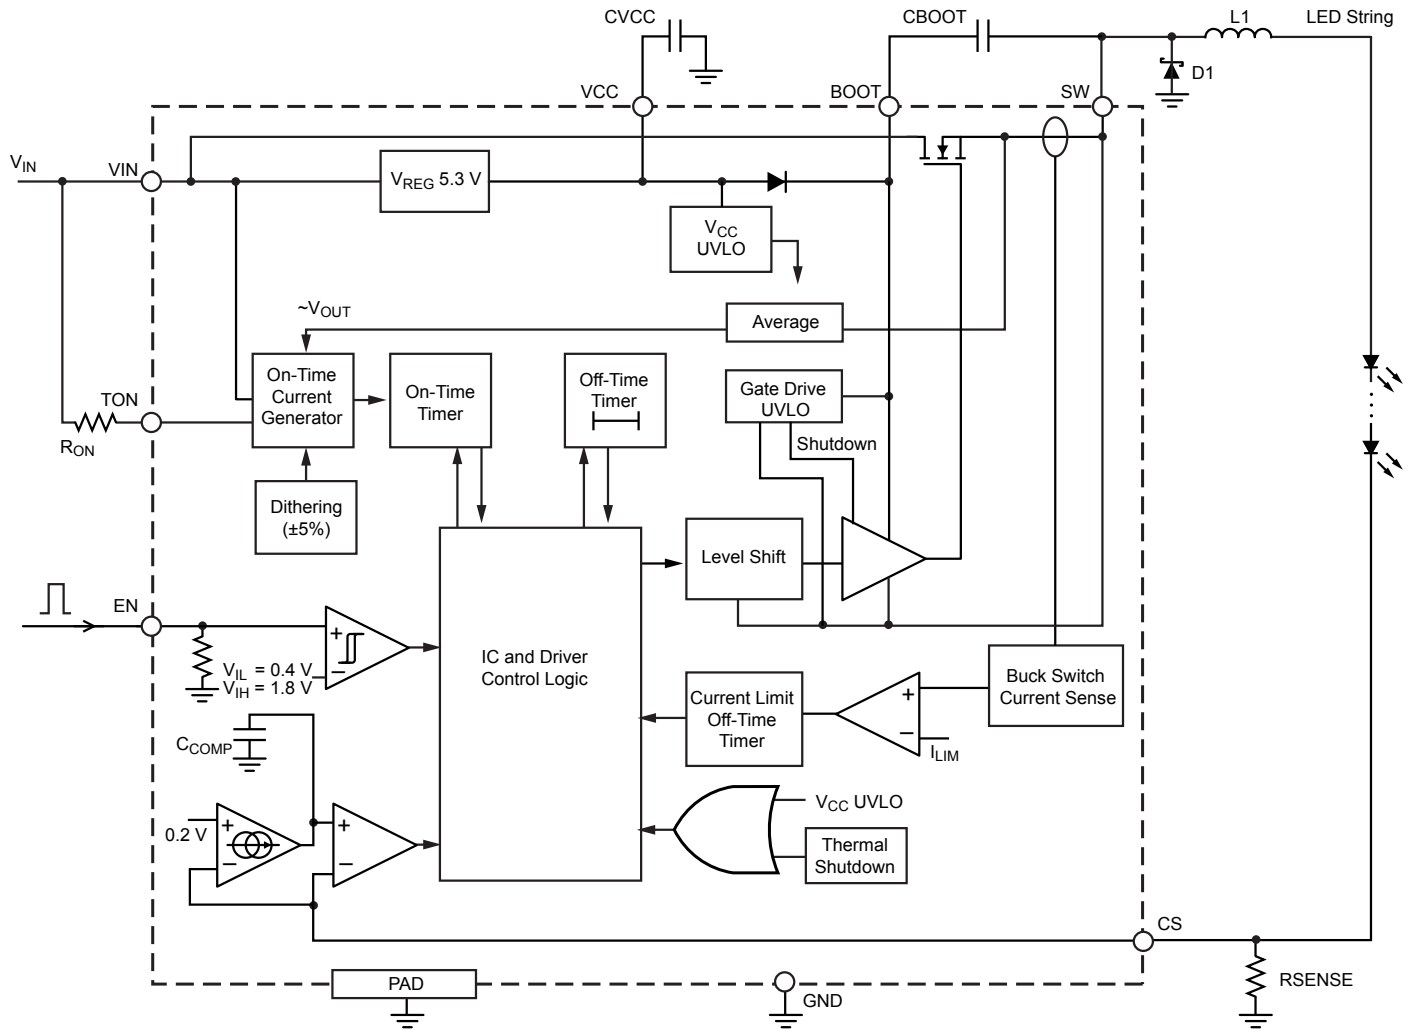 CVCC
CBOOT
L1
LED String
D1
VCC
BOOT
SW
VIN
VIN
VREG 5.3 V
VCC
UVLO
~VOUT
Average
On-Time
Current
Generator
On-Time
Timer
Off-Time
Timer
Gate Drive
UVLO
Shutdown
TON
RON
Dithering
(±5%)
Level Shift
EN
VIL = 0.4 V
VIH = 1.8 V
+
−
IC and Driver
Control Logic
Buck Switch
Current Sense
Current Limit
Off-Time
Timer
+
−
ILIM
CCOMP
0.2 V
+
−
+
−
VCC UVLO
Thermal
Shutdown
CS
RSENSE
PAD
GND